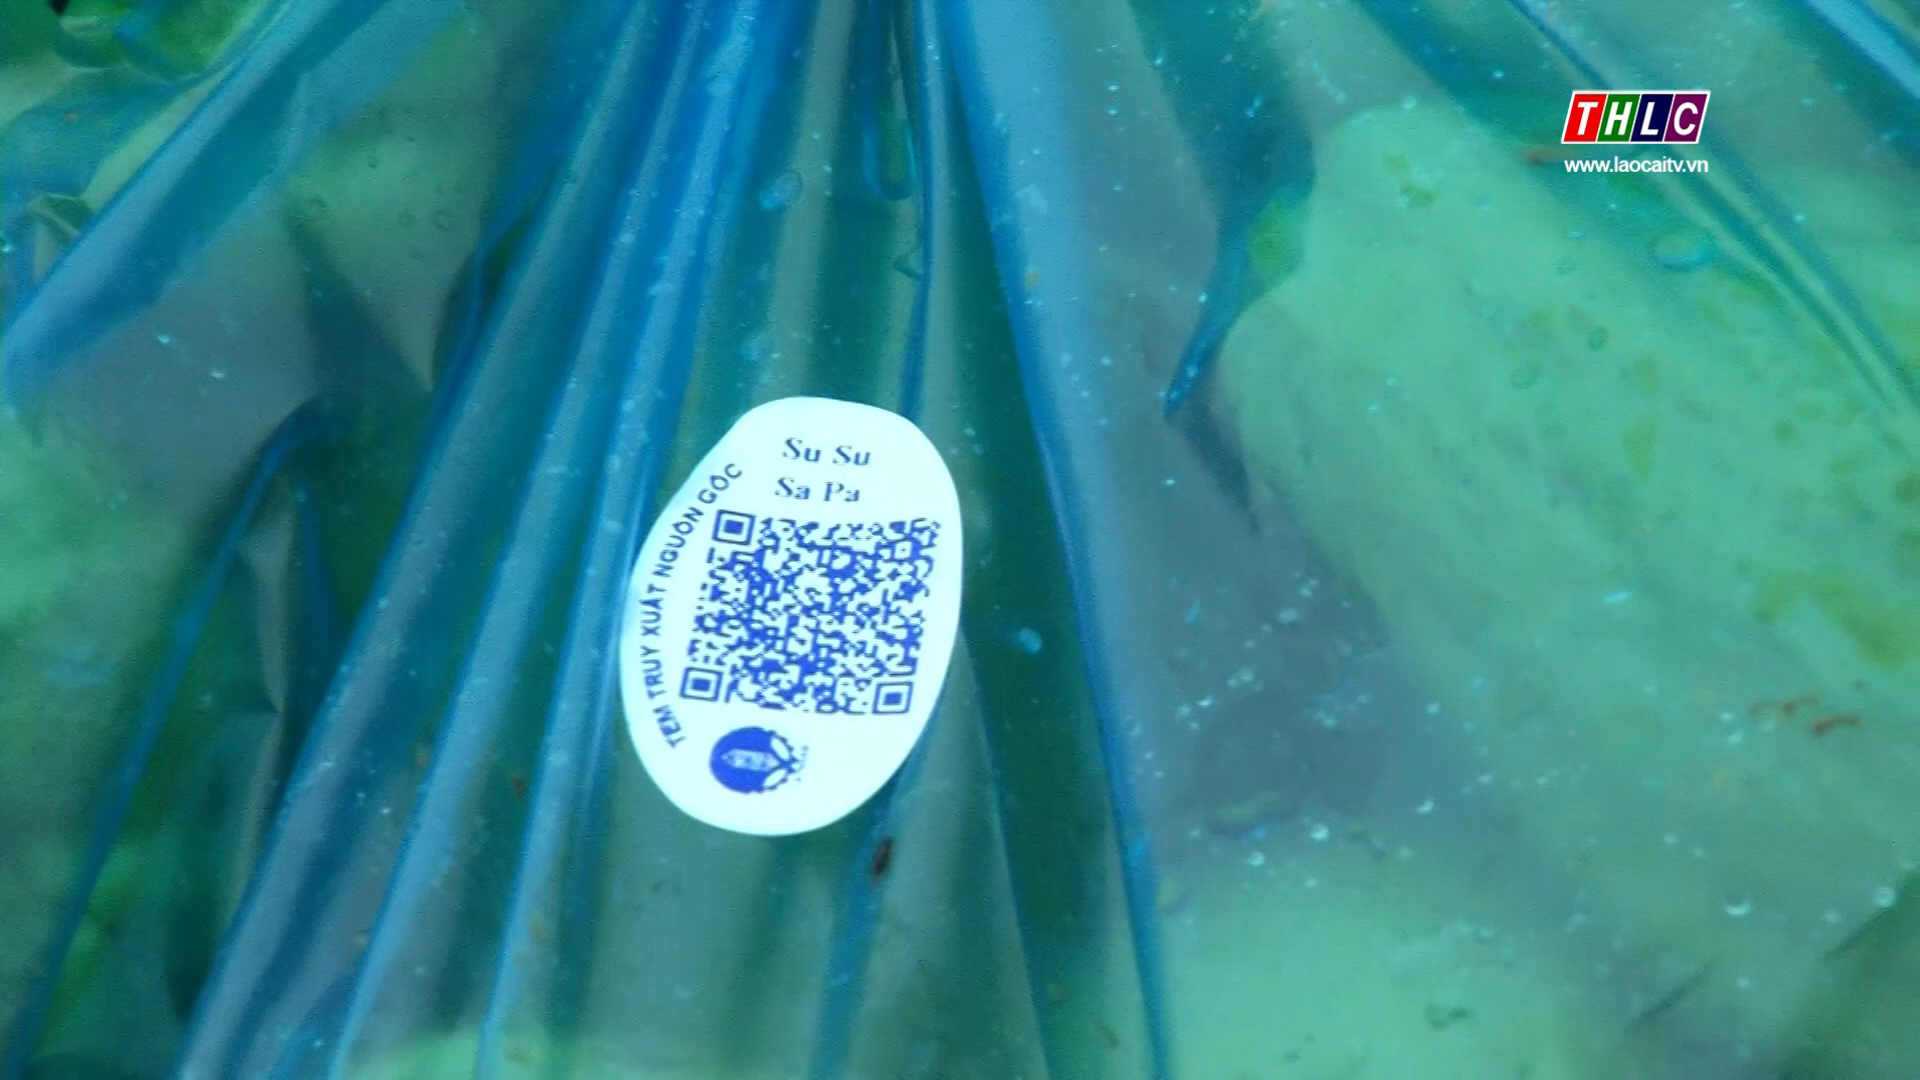 THLC
www.laocaitv.vn
Su Su
Sa Pa
TEM TRUY XUẤT NGUỒN GỐC